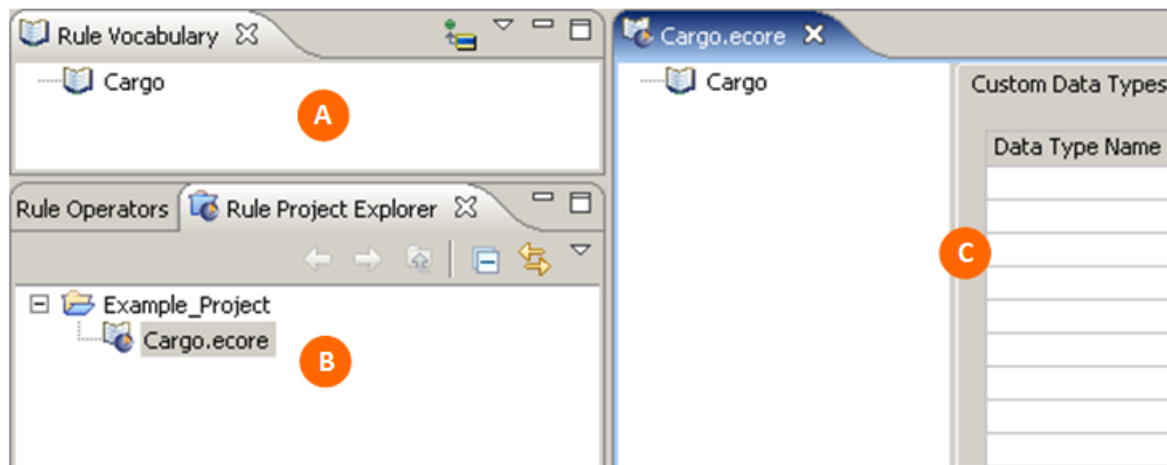 Rule Vocabulary
Cargo
A
Rule Operators
Rule Project Explorer
Example_Project
Cargo.ecore
B
Cargo.ecore
Cargo
Custom Data Types
Data Type Name
C